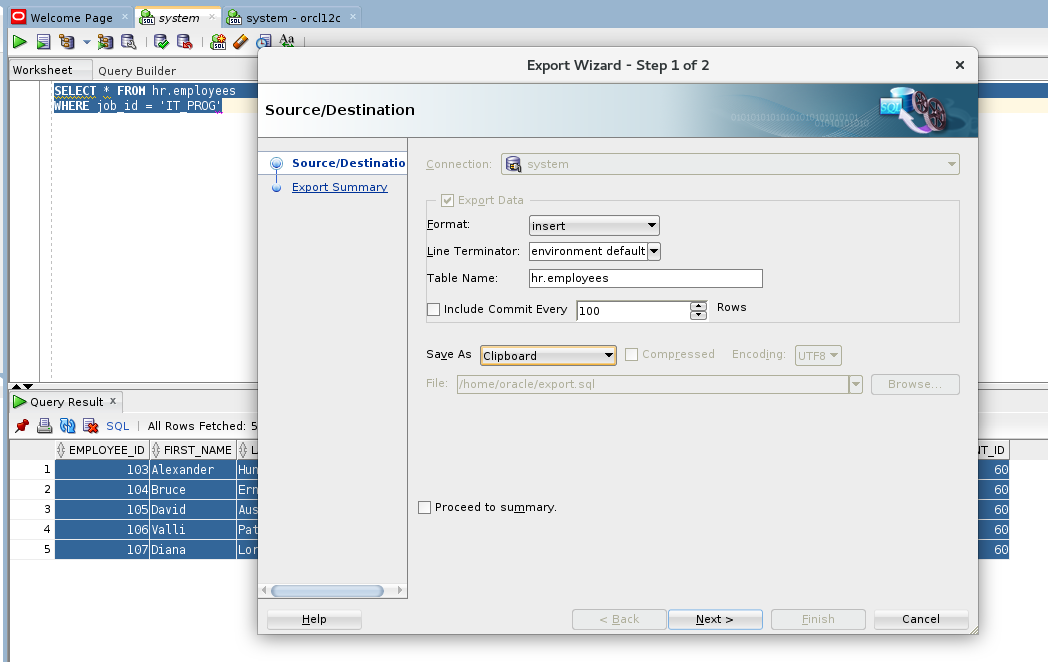 Welcome Page
system
system - orcl12c
Aa
Worksheet
Query Builder
SELECT * FROM hr.employees
WHERE job_id = 'IT_PROG'
Export Wizard - Step 1 of 2
Source/Destination
SQL
Source/Destinatio
Export Summary
Connection: system
Export Data
Format: insert
Line Terminator: environment default
Table Name: hr.employees
Include Commit Every 100 Rows
Save As Clipboard Compressed Encoding: UTF8
File: /home/oracle/export.sql Browse...
Proceed to summary.
Help < Back Next > Finish Cancel
Query Result
SQL | All Rows Fetched: 5
EMPLOYEE_ID FIRST_NAME L NT_ID
1 103 Alexander Hun 60
2 104 Bruce Ern 60
3 105 David Aus 60
4 106 Valli Pat 60
5 107 Diana Lor 60